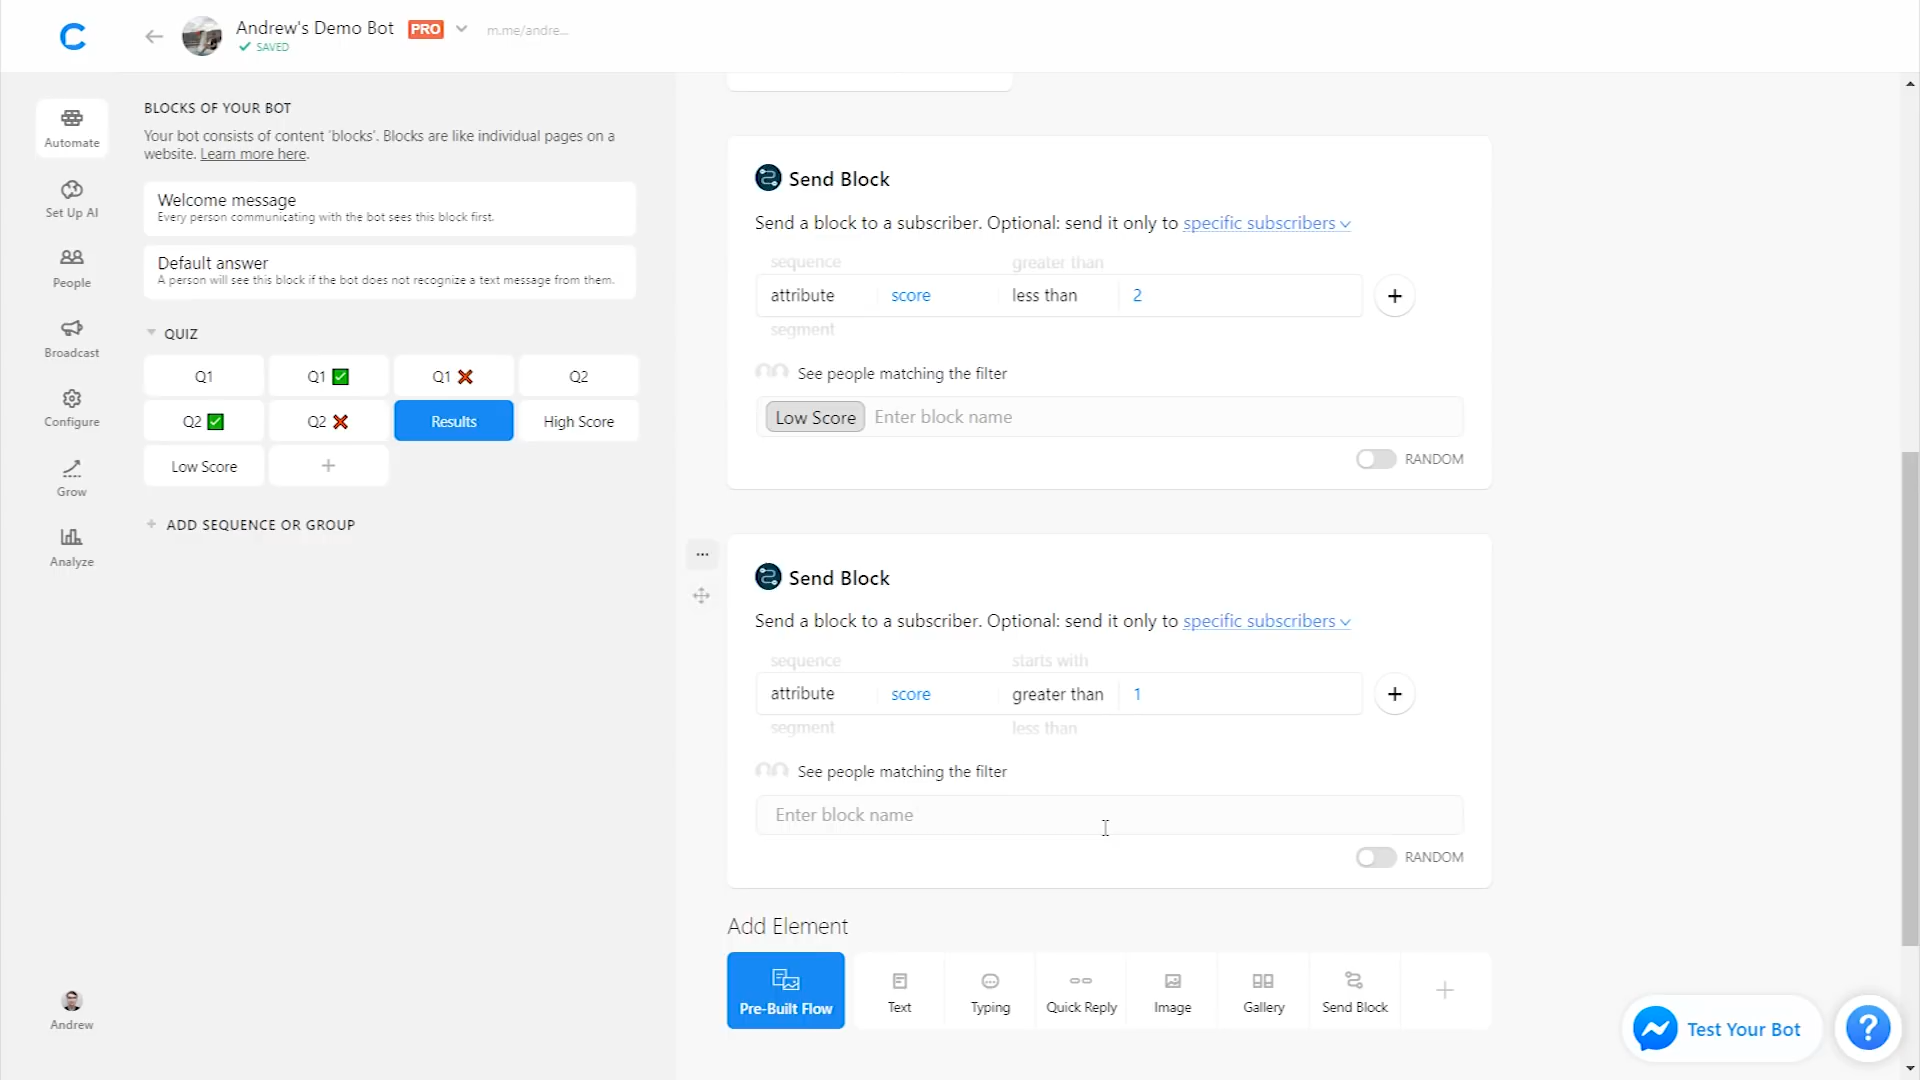 Andrew's Demo Bot PRO m.me/andre...
SAVED
Automate
Set Up AI
People
Broadcast
Configure
Grow
Analyze
Andrew
BLOCKS OF YOUR BOT
Your bot consists of content 'blocks'. Blocks are like individual pages on a
website. Learn more here.
Welcome message
Every person communicating with the bot sees this block first.
Default answer
A person will see this block if the bot does not recognize a text message from them.
QUIZ
Q1 Q1 ✅ Q1 ❌ Q2
Q2 ✅ Q2 ❌ Results High Score
Low Score +
+ ADD SEQUENCE OR GROUP
Send Block
Send a block to a subscriber. Optional: send it only to specific subscribers
sequence greater than
attribute score less than 2 +
segment
See people matching the filter
Low Score Enter block name
RANDOM
...
Send Block
Send a block to a subscriber. Optional: send it only to specific subscribers
sequence starts with
attribute score greater than 1 +
segment less than
See people matching the filter
Enter block name
RANDOM
Add Element
Pre-Built Flow Text Typing Quick Reply Image Gallery Send Block +
Test Your Bot ?